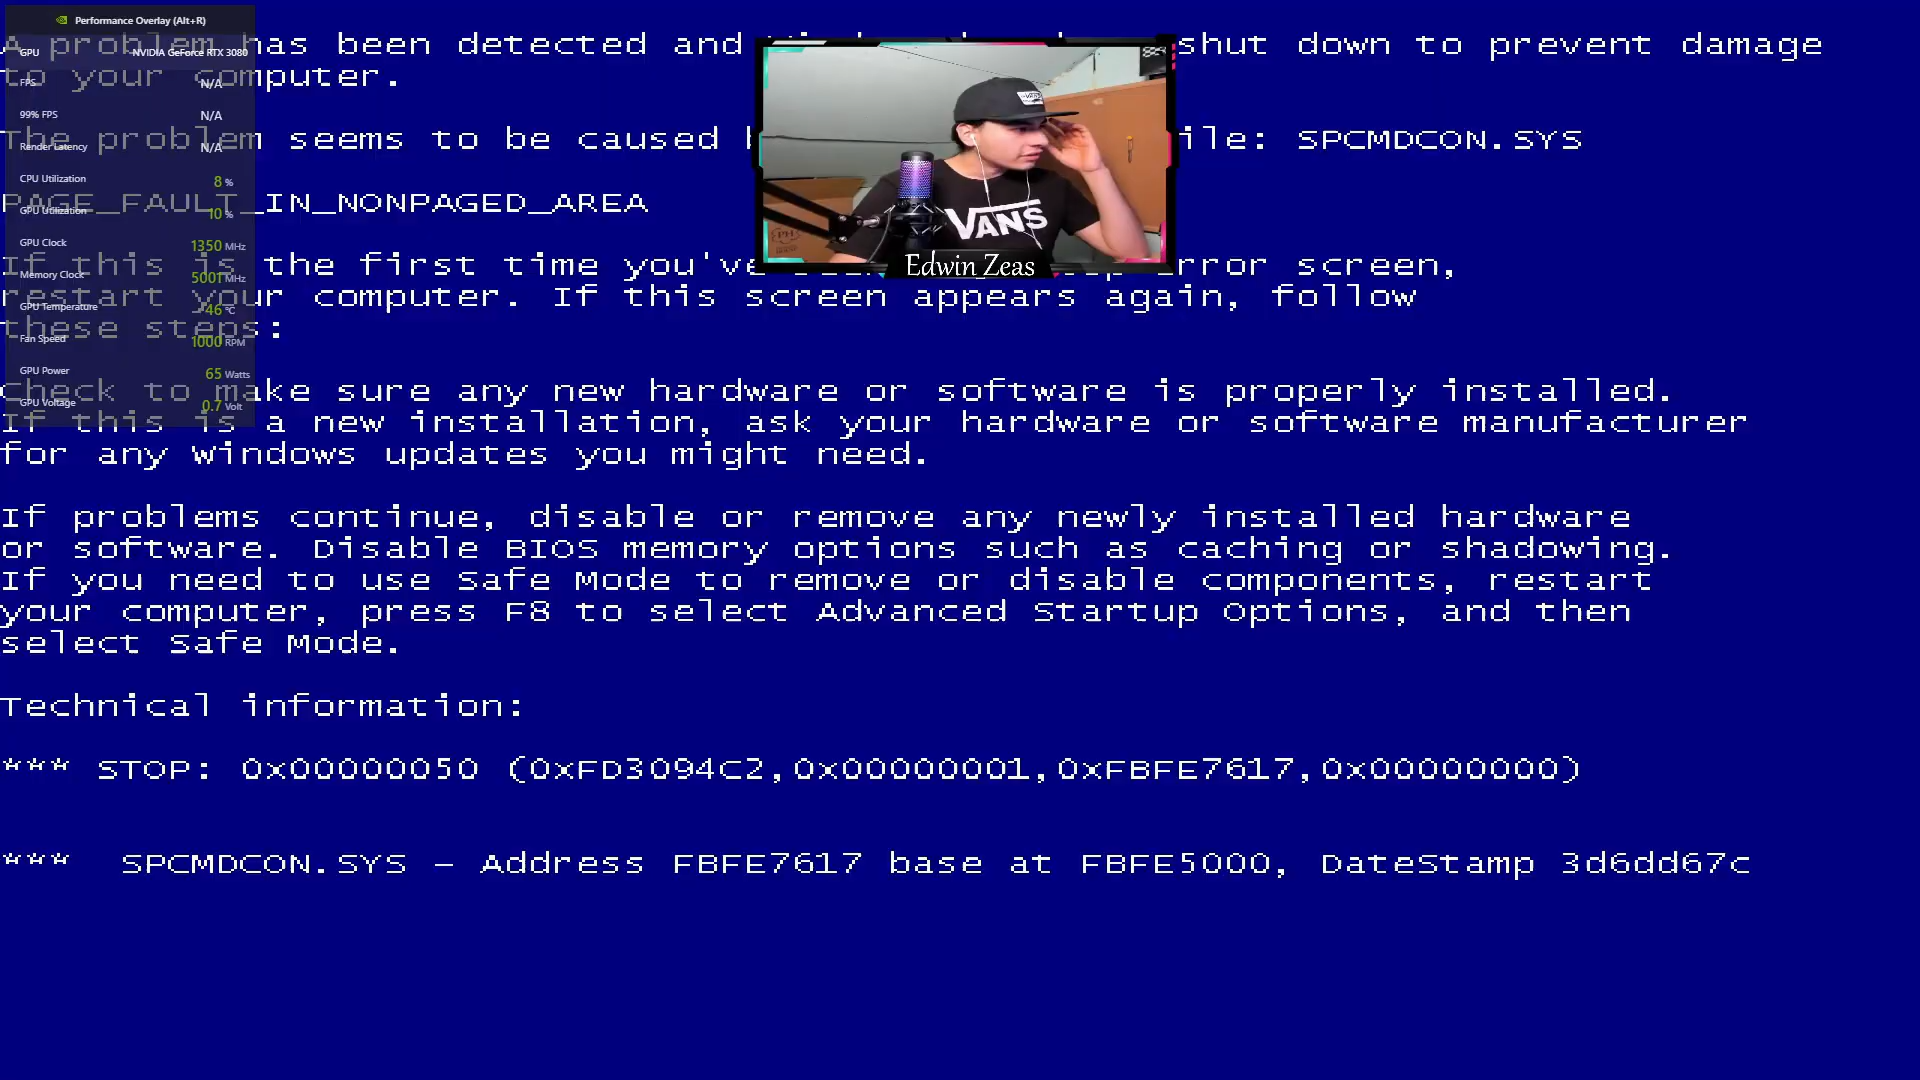 Performance Overlay (Alt+R)
GPU NVIDIA GeForce RTX 3080
FPS N/A
99% FPS N/A
Render Latency N/A
CPU Utilization 8 %
GPU Utilization 10 %
GPU Clock 1350 MHz
Memory Clock 5001 MHz
GPU Temperature 46 °C
Fan Speed 1000 RPM
GPU Power 65 Watts
GPU Voltage 0.7 Volt
A problem has been detected and shut down to prevent damage
to your computer.
The problem seems to be caused ile: SPCMDCON.SYS
PAGE_FAULT_IN_NONPAGED_AREA
If this is the first time you've error screen,
restart your computer. If this screen appears again, follow
these steps:
Check to make sure any new hardware or software is properly installed.
If this is a new installation, ask your hardware or software manufacturer
for any windows updates you might need.
If problems continue, disable or remove any newly installed hardware
or software. Disable BIOS memory options such as caching or shadowing.
If you need to use Safe Mode to remove or disable components, restart
your computer, press F8 to select Advanced Startup Options, and then
select Safe Mode.
Technical information:
*** STOP: 0x00000050 (0xFD3094C2,0x00000001,0xFBFE7617,0x00000000)
*** SPCMDCON.SYS - Address FBFE7617 base at FBFE5000, DateStamp 3d6dd67c
VANS
VANS
Edwin_Zeas